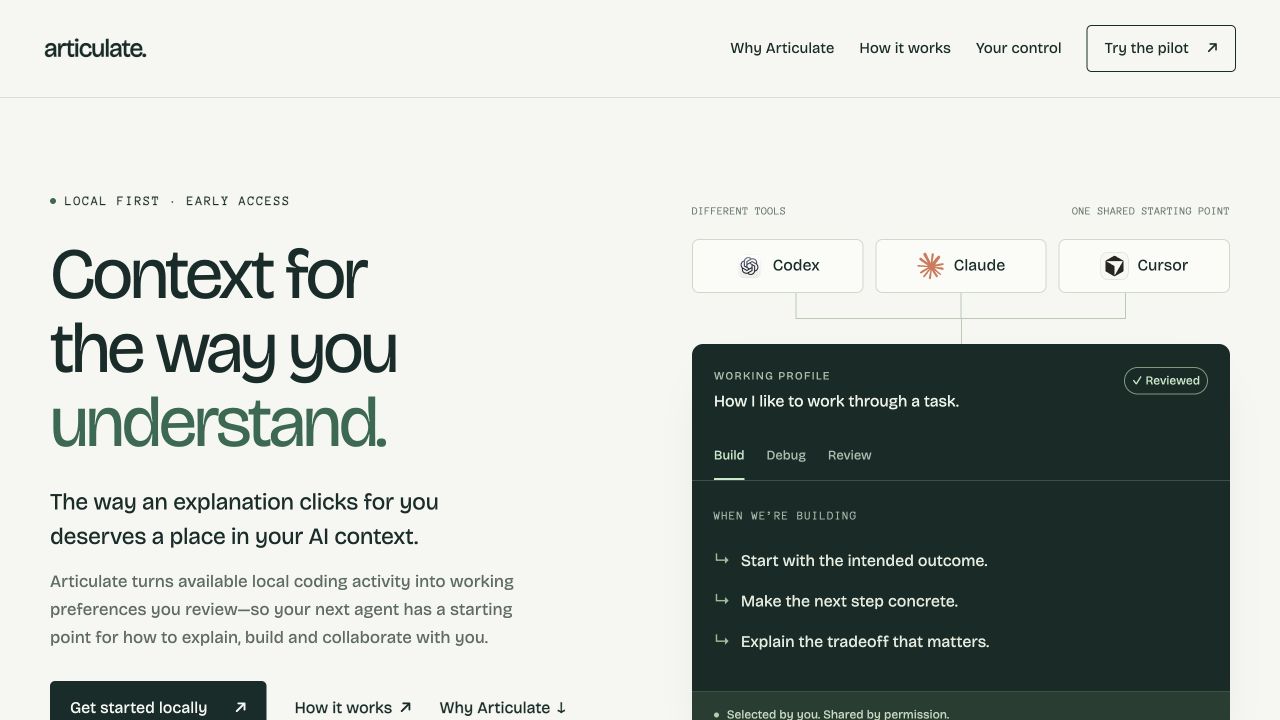 articulate.
Why Articulate
How it works
Your control
Try the pilot ↗
LOCAL FIRST · EARLY ACCESS
Context for
the way you
understand.
The way an explanation clicks for you
deserves a place in your AI context.
Articulate turns available local coding activity into working
preferences you review—so your next agent has a starting
point for how to explain, build and collaborate with you.
Get started locally ↗
How it works ↗
Why Articulate ↓
DIFFERENT TOOLS
ONE SHARED STARTING POINT
Codex
Claude
Cursor
WORKING PROFILE
✓ Reviewed
How I like to work through a task.
Build
Debug
Review
WHEN WE’RE BUILDING
Start with the intended outcome.
Make the next step concrete.
Explain the tradeoff that matters.
Selected by you. Shared by permission.